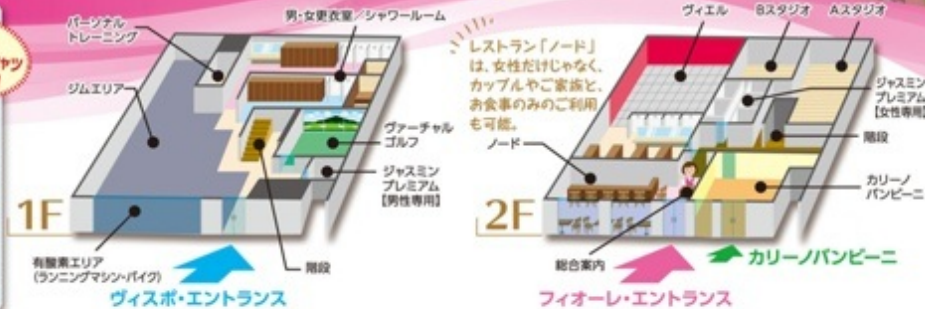 ャツ
パーソナル
トレーニング
男・女更衣室／シャワールーム
ジムエリア
ヴァーチャル
ゴルフ
ジャスミン
プレミアム
【男性専用】
1F
有酸素エリア
(ランニングマシン・バイク)
階段
ヴィスポ・エントランス
レストラン「ノード」
は、女性だけじゃなく、
カップルやご家族と、
お食事のみのご利用
も可能。
ヴィエル
Bスタジオ
Aスタジオ
ジャスミン
プレミアム
【女性専用】
階段
ノード
カリーノ
バンビーニ
2F
総合案内
カリーノバンビーニ
フィオーレ・エントランス